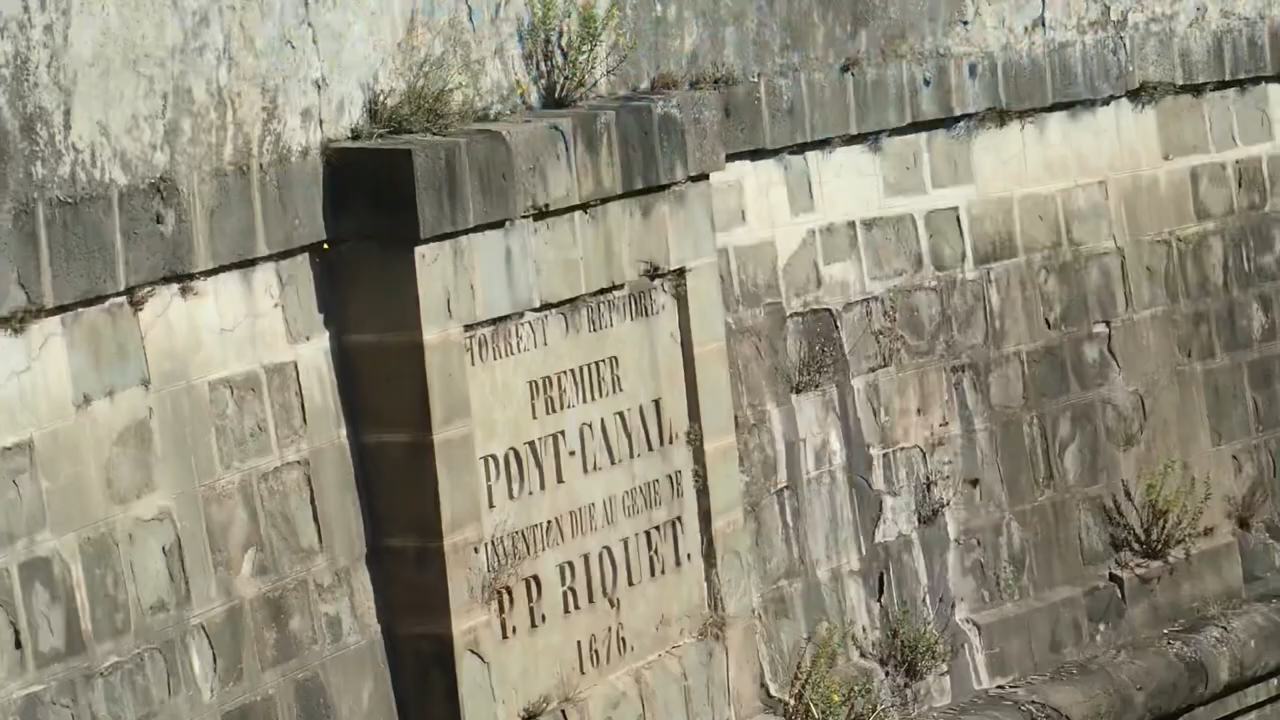 TORRENT DU REPUDRE
PREMIER
PONT-CANAL
INVENTION DUE AU GENIE DE
P. P. RIQUET.
1676.